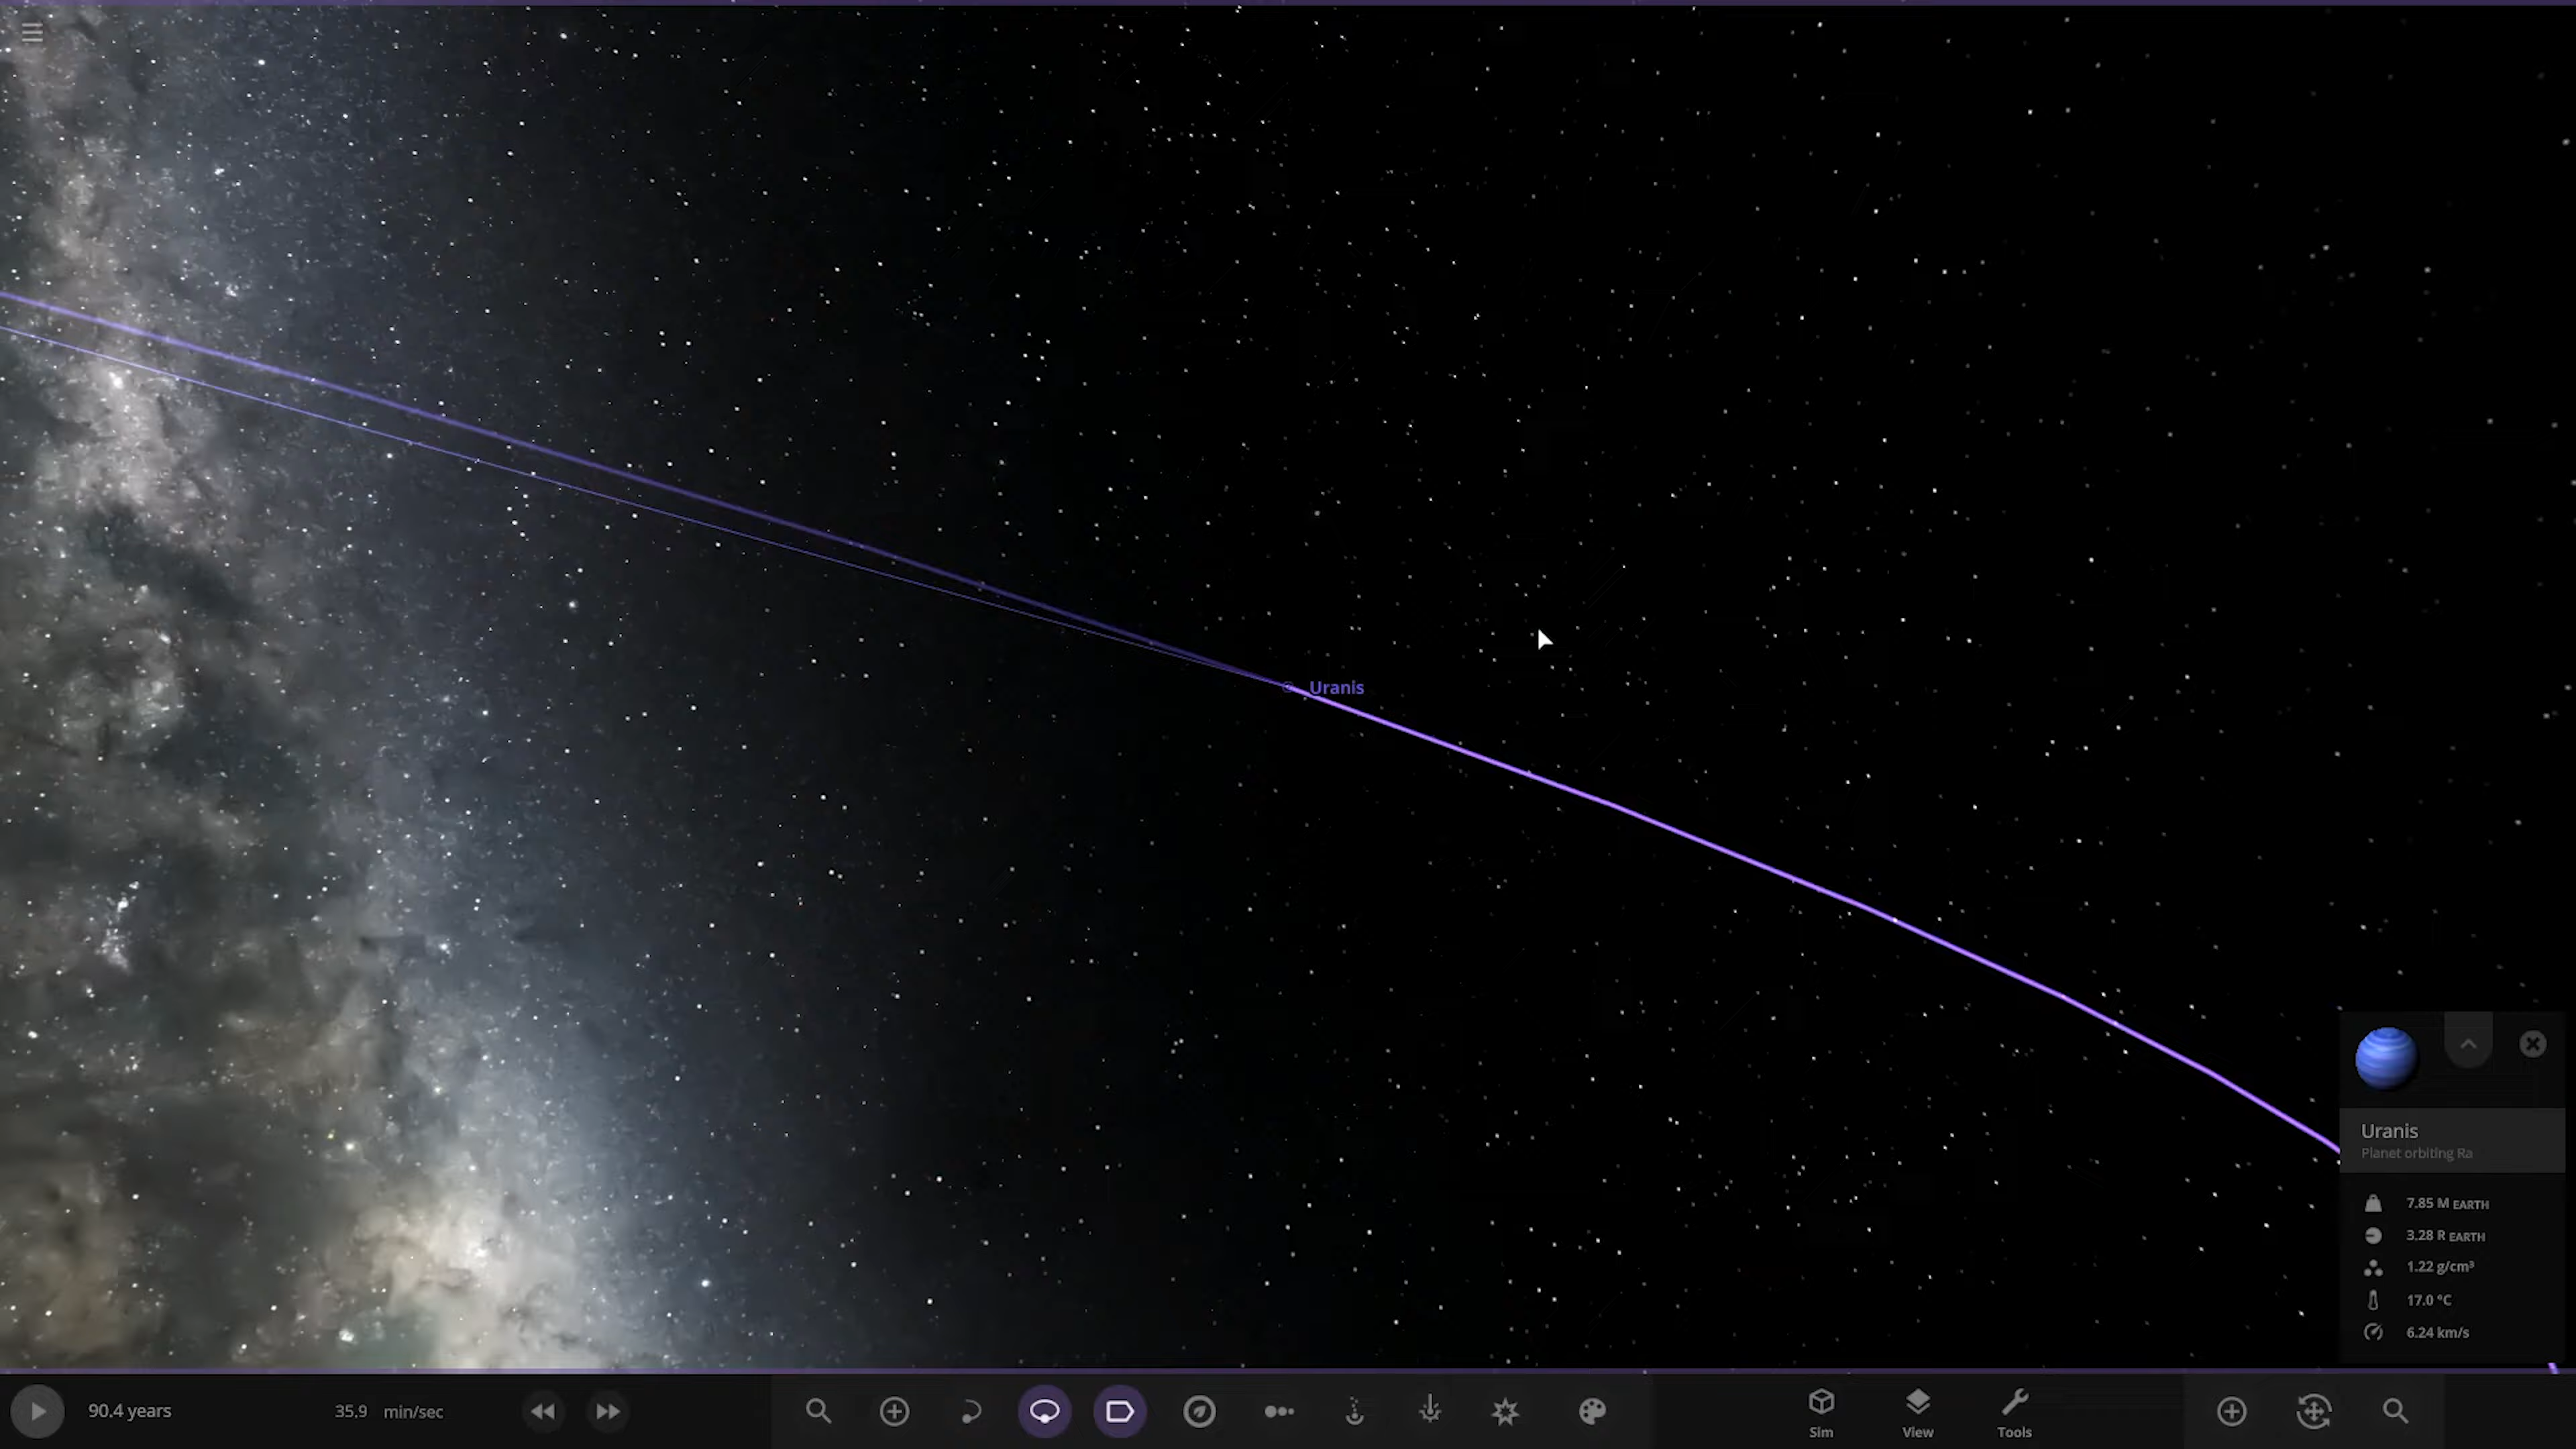 Uranis
Uranis
Planet orbiting Ra
7.85 M EARTH
3.28 R EARTH
1.22 g/cm³
17.0 °C
6.24 km/s
90.4 years
35.9 min/sec
Sim
View
Tools